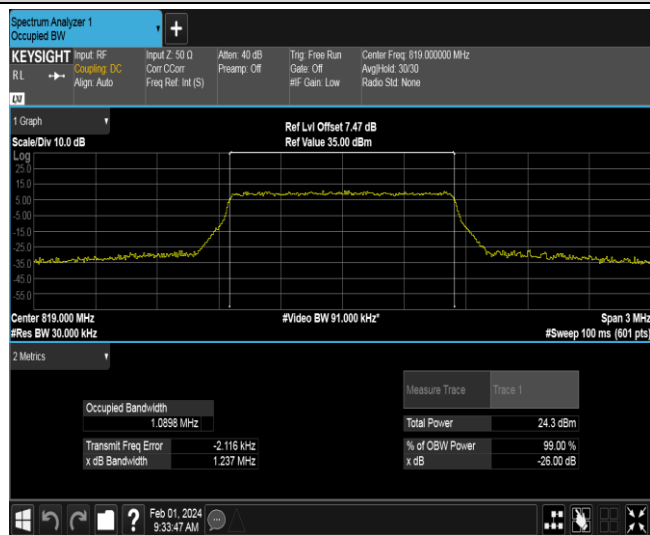 Spectrum Analyzer 1
Occupied BW
+
KEYSIGHT Input: RF Input Z: 50 Ω Atten: 40 dB Trig: Free Run Center Freq: 819.000000 MHz
RL Coupling: DC Corr CCorr Preamp: Off Gate: Off Avg|Hold: 30/30
Align: Auto Freq Ref: Int (S) #IF Gain: Low Radio Std: None
LXI
1 Graph Ref Lvl Offset 7.47 dB
Scale/Div 10.0 dB Ref Value 35.00 dBm
Log
25.0
15.0
5.00
-5.00
-15.0
-25.0
-35.0
-45.0
-55.0
Center 819.000 MHz #Video BW 91.000 kHz* Span 3 MHz
#Res BW 30.000 kHz #Sweep 100 ms (601 pts)
2 Metrics
Measure Trace Trace 1
Occupied Bandwidth
1.0898 MHz Total Power 24.3 dBm
Transmit Freq Error -2.116 kHz % of OBW Power 99.00 %
x dB Bandwidth 1.237 MHz x dB -26.00 dB
? Feb 01, 2024
9:33:47 AM